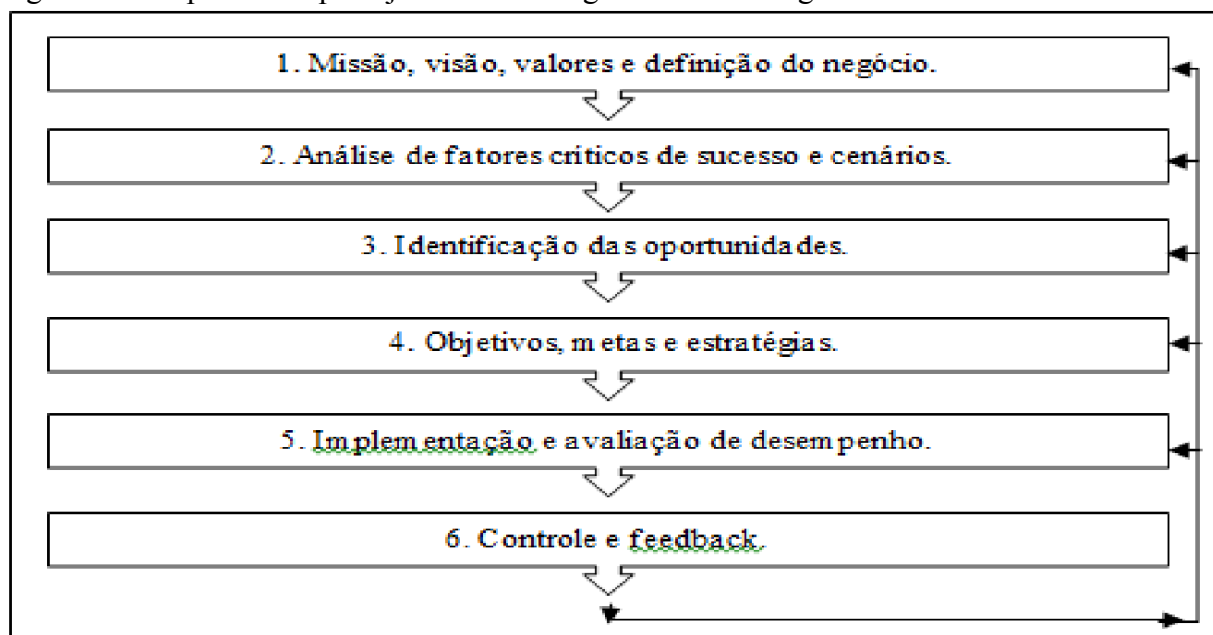 1. Missão, visão, valores e definição do negócio.
2. Análise de fatores críticos de sucesso e cenários.
3. Identificação das oportunidades.
4. Objetivos, metas e estratégias.
5. Implementação e avaliação de desempenho.
6. Controle e feedback.